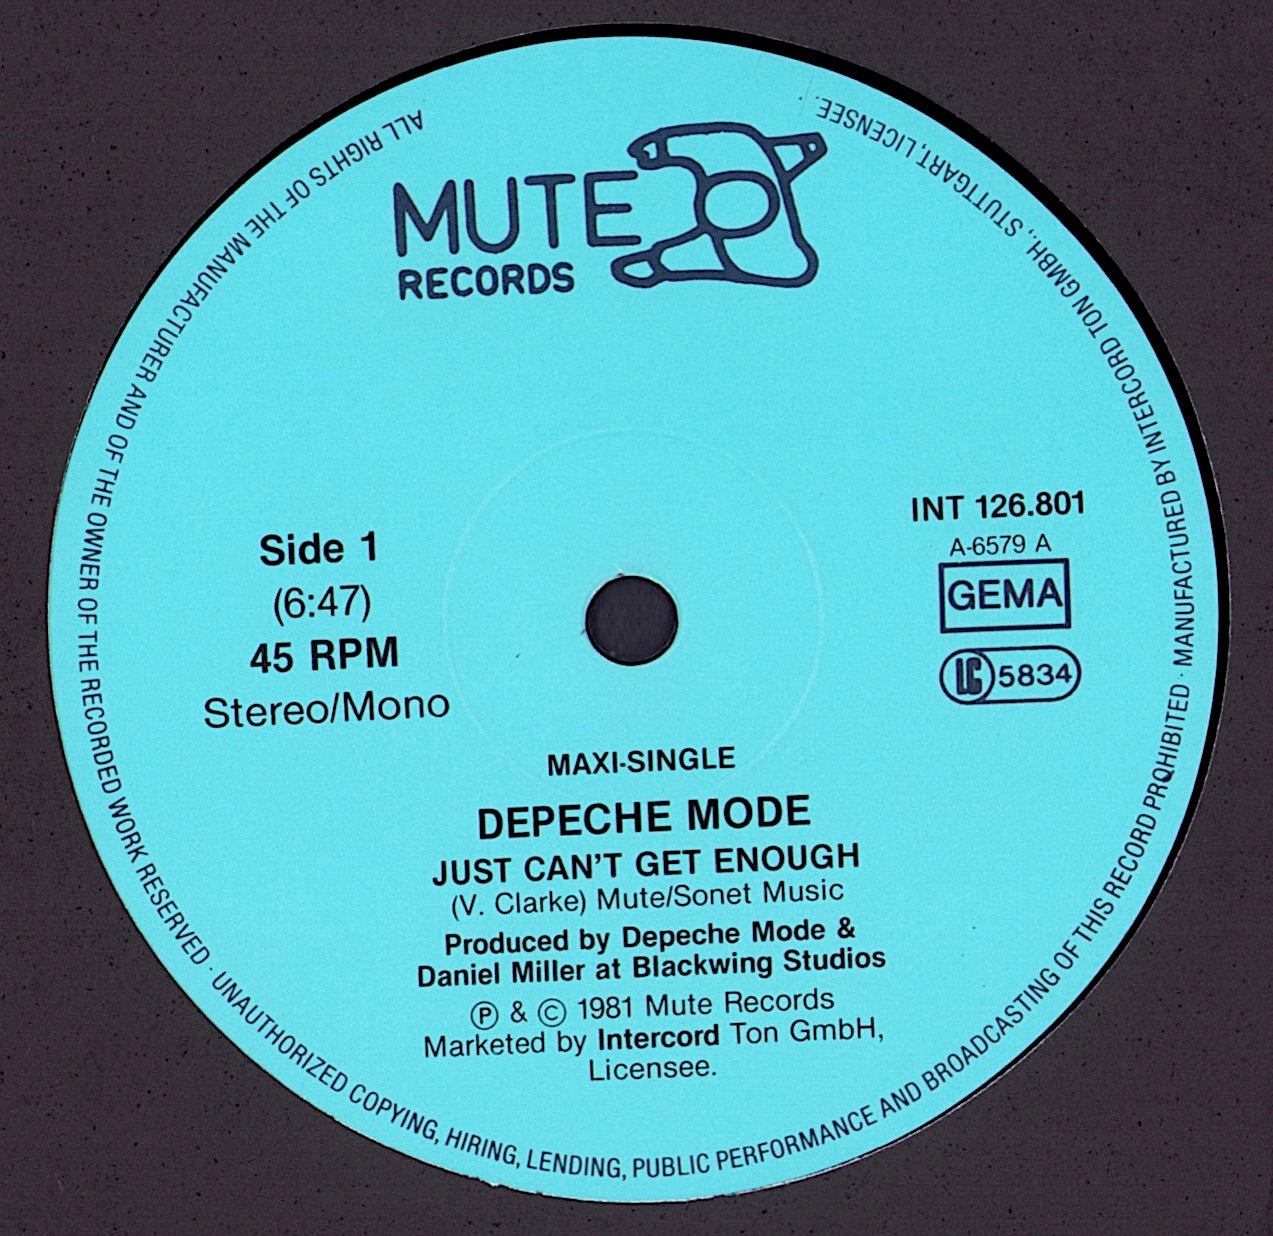 MUTE
RECORDS
Side 1
(6:47)
45 RPM
Stereo/Mono
INT 126.801
A-6579 A
GEMA
LC 5834
MAXI-SINGLE
DEPECHE MODE
JUST CAN'T GET ENOUGH
(V. Clarke) Mute/Sonet Music
Produced by Depeche Mode &
Daniel Miller at Blackwing Studios
Ⓟ & © 1981 Mute Records
Marketed by Intercord Ton GmbH,
Licensee.
ALL RIGHTS OF THE MANUFACTURER AND OF THE OWNER OF THE RECORDED WORK RESERVED · UNAUTHORIZED COPYING, HIRING, LENDING, PUBLIC PERFORMANCE AND BROADCASTING OF THIS RECORD PROHIBITED · MANUFACTURED BY INTERCORD TON GMBH., STUTTGART, LICENSEE.